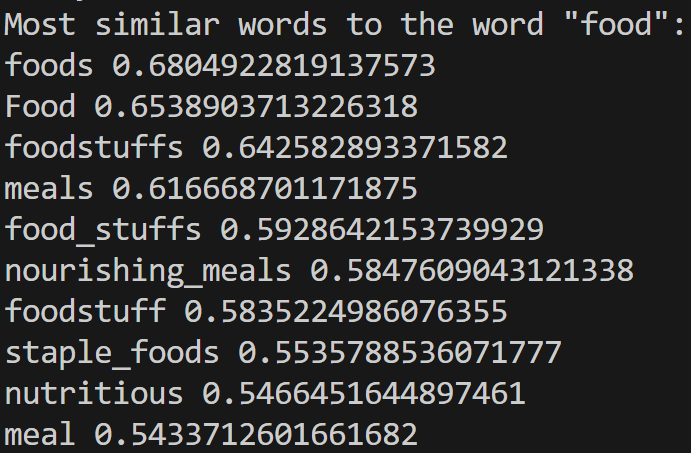 Most similar words to the word "food":
foods 0.6804922819137573
Food 0.6538903713226318
foodstuffs 0.642582893371582
meals 0.616668701171875
food_stuffs 0.5928642153739929
nourishing_meals 0.5847609043121338
foodstuff 0.5835224986076355
staple_foods 0.5535788536071777
nutritious 0.5466451644897461
meal 0.5433712601661682